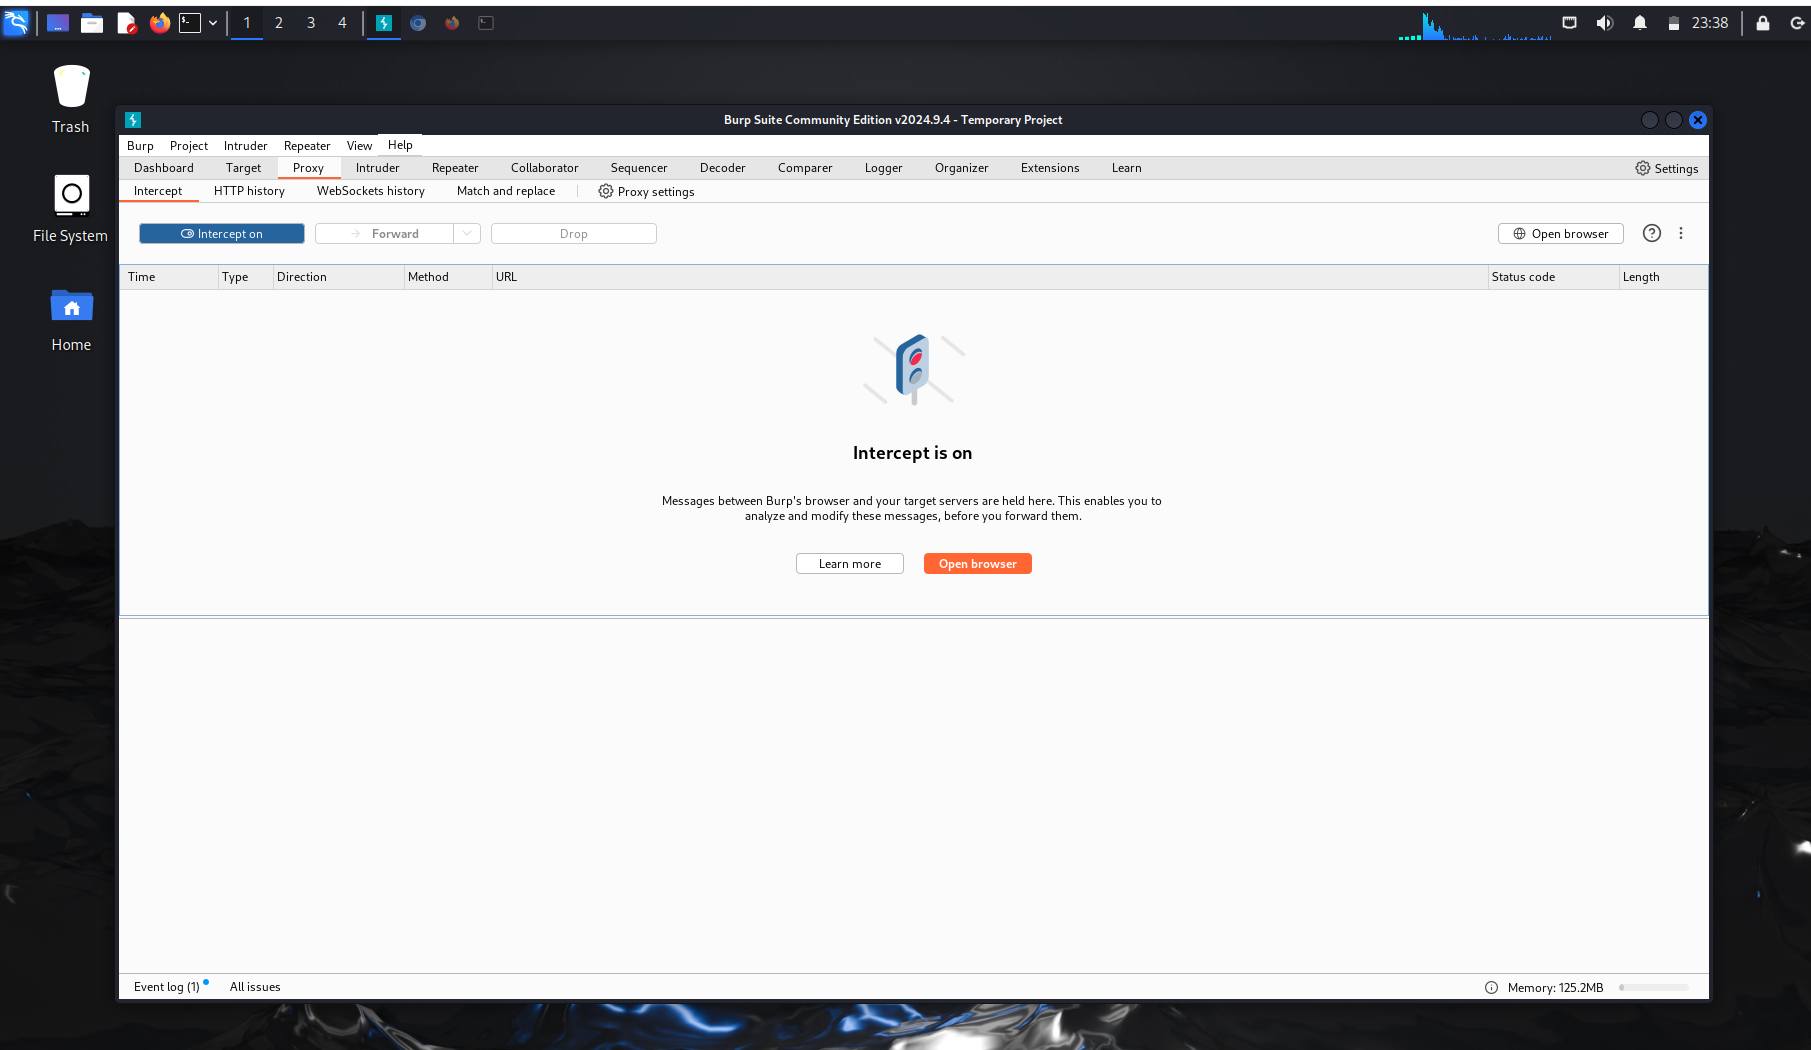 1 2 3 4 23:38
Trash
File System
Home
Burp Suite Community Edition v2024.9.4 - Temporary Project
Burp Project Intruder Repeater View Help
Dashboard Target Proxy Intruder Repeater Collaborator Sequencer Decoder Comparer Logger Organizer Extensions Learn Settings
Intercept HTTP history WebSockets history Match and replace Proxy settings
Intercept on Forward Drop Open browser
Time Type Direction Method URL Status code Length
Intercept is on
Messages between Burp's browser and your target servers are held here. This enables you to
analyze and modify these messages, before you forward them.
Learn more Open browser
Event log (1) All issues Memory: 125.2MB